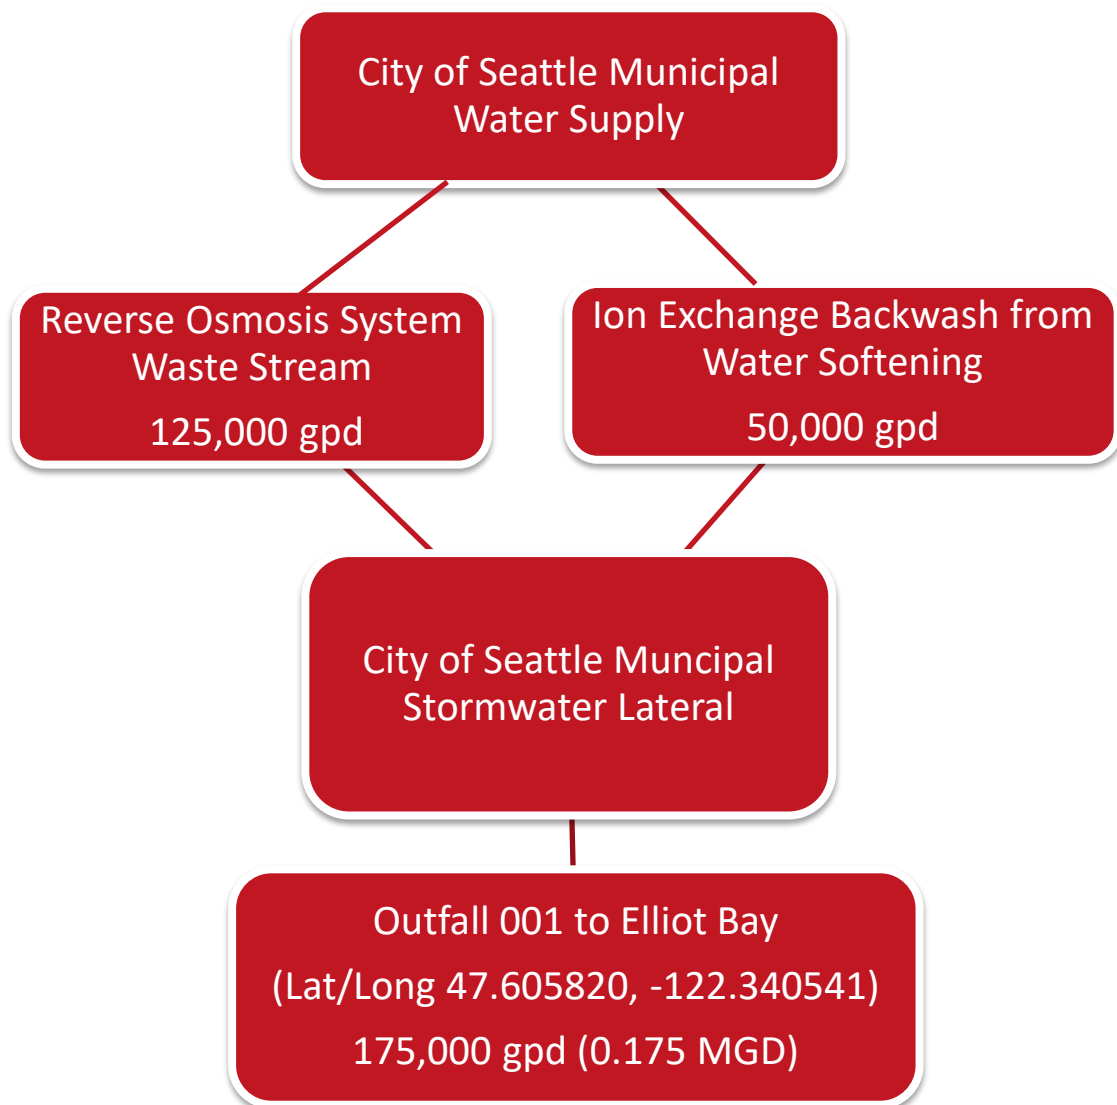 City of Seattle Municipal
Water Supply
Reverse Osmosis System
Waste Stream
125,000 gpd
Ion Exchange Backwash from
Water Softening
50,000 gpd
City of Seattle Muncipal
Stormwater Lateral
Outfall 001 to Elliot Bay
(Lat/Long 47.605820, -122.340541)
175,000 gpd (0.175 MGD)